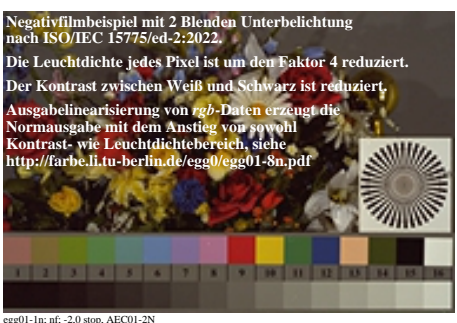 Negativfilmbeispiel mit 2 Blenden Unterbelichtung
nach ISO/IEC 15775/ed-2:2022.
Die Leuchtdichte jedes Pixel ist um den Faktor 4 reduziert.
Der Kontrast zwischen Weiß und Schwarz ist reduziert.
Ausgabelinearisierung von rgb-Daten erzeugt die
Normausgabe mit dem Anstieg von sowohl
Kontrast- wie Leuchtdichtebereich, siehe
http://farbe.li.tu-berlin.de/egg0/egg01-8n.pdf
1 2 3 4 5 6 7 8 9 10 11 12 13 14 15 16
egg01-1n; nf; -2,0 stop, AEC01-2N